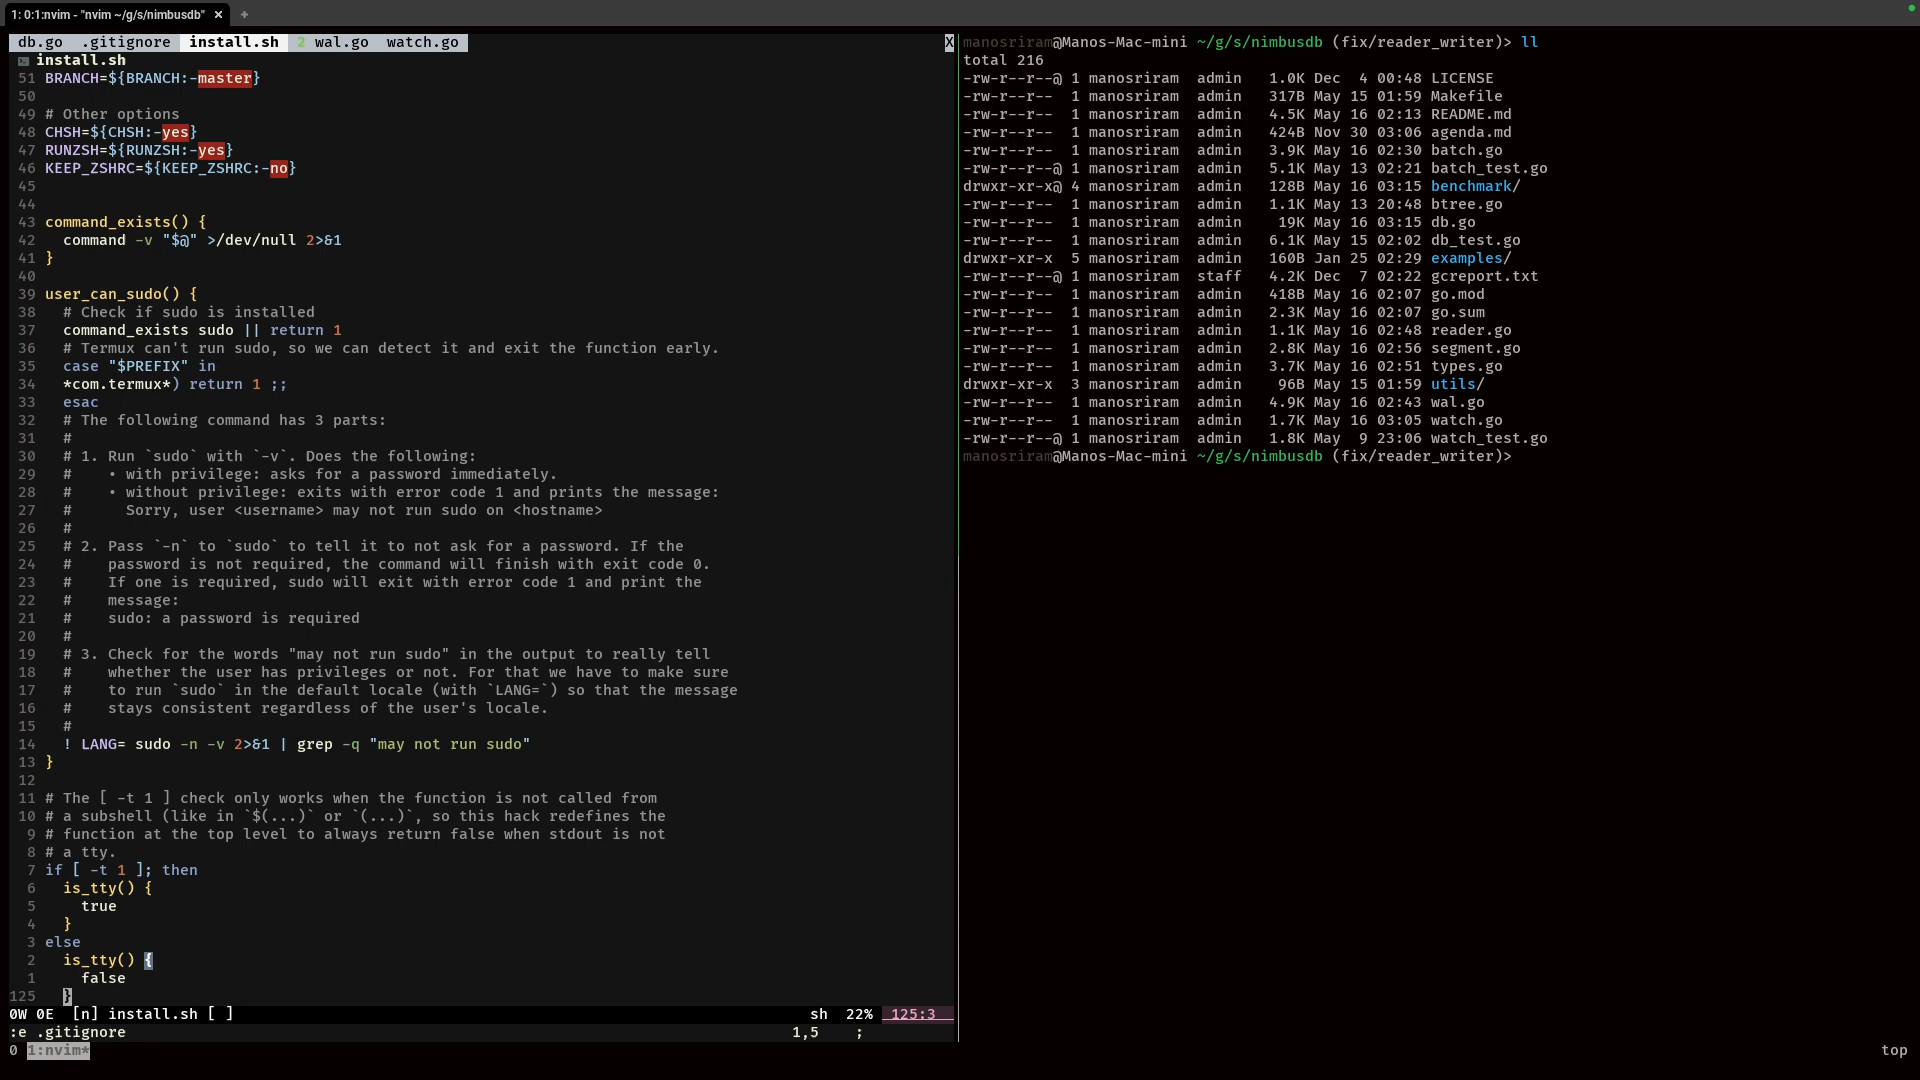 1: 0:1:nvim - "nvim ~/g/s/nimbusdb" × +
db.go .gitignore install.sh 2 wal.go watch.go X
install.sh
51 BRANCH=${BRANCH:-master}
50
49 # Other options
48 CHSH=${CHSH:-yes}
47 RUNZSH=${RUNZSH:-yes}
46 KEEP_ZSHRC=${KEEP_ZSHRC:-no}
45
44
43 command_exists() {
42   command -v "$@" >/dev/null 2>&1
41 }
40
39 user_can_sudo() {
38   # Check if sudo is installed
37   command_exists sudo || return 1
36   # Termux can't run sudo, so we can detect it and exit the function early.
35   case "$PREFIX" in
34   *com.termux*) return 1 ;;
33   esac
32   # The following command has 3 parts:
31   #
30   # 1. Run `sudo` with `-v`. Does the following:
29   #    • with privilege: asks for a password immediately.
28   #    • without privilege: exits with error code 1 and prints the message:
27   #      Sorry, user <username> may not run sudo on <hostname>
26   #
25   # 2. Pass `-n` to `sudo` to tell it to not ask for a password. If the
24   #    password is not required, the command will finish with exit code 0.
23   #    If one is required, sudo will exit with error code 1 and print the
22   #    message:
21   #    sudo: a password is required
20   #
19   # 3. Check for the words "may not run sudo" in the output to really tell
18   #    whether the user has privileges or not. For that we have to make sure
17   #    to run `sudo` in the default locale (with `LANG=`) so that the message
16   #    stays consistent regardless of the user's locale.
15   #
14   ! LANG= sudo -n -v 2>&1 | grep -q "may not run sudo"
13 }
12
11 # The [ -t 1 ] check only works when the function is not called from
10 # a subshell (like in `$(...)` or `(...)`, so this hack redefines the
9 # function at the top level to always return false when stdout is not
8 # a tty.
7 if [ -t 1 ]; then
6   is_tty() {
5     true
4   }
3 else
2   is_tty() {
1     false
125   }
0W 0E  [n] install.sh [ ] sh 22% 125:3
:e .gitignore 1,5 ;
0 1:nvim*
manosriram@Manos-Mac-mini ~/g/s/nimbusdb (fix/reader_writer)> ll
total 216
-rw-r--r--@ 1 manosriram  admin   1.0K Dec  4 00:48 LICENSE
-rw-r--r--  1 manosriram  admin   317B May 15 01:59 Makefile
-rw-r--r--  1 manosriram  admin   4.5K May 16 02:13 README.md
-rw-r--r--  1 manosriram  admin   424B Nov 30 03:06 agenda.md
-rw-r--r--  1 manosriram  admin   3.9K May 16 02:30 batch.go
-rw-r--r--@ 1 manosriram  admin   5.1K May 13 02:21 batch_test.go
drwxr-xr-x@ 4 manosriram  admin   128B May 16 03:15 benchmark/
-rw-r--r--  1 manosriram  admin   1.1K May 13 20:48 btree.go
-rw-r--r--  1 manosriram  admin    19K May 16 03:15 db.go
-rw-r--r--  1 manosriram  admin   6.1K May 15 02:02 db_test.go
drwxr-xr-x  5 manosriram  admin   160B Jan 25 02:29 examples/
-rw-r--r--@ 1 manosriram  staff   4.2K Dec  7 02:22 gcreport.txt
-rw-r--r--  1 manosriram  admin   418B May 16 02:07 go.mod
-rw-r--r--  1 manosriram  admin   2.3K May 16 02:07 go.sum
-rw-r--r--  1 manosriram  admin   1.1K May 16 02:48 reader.go
-rw-r--r--  1 manosriram  admin   2.8K May 16 02:56 segment.go
-rw-r--r--  1 manosriram  admin   3.7K May 16 02:51 types.go
drwxr-xr-x  3 manosriram  admin    96B May 15 01:59 utils/
-rw-r--r--  1 manosriram  admin   4.9K May 16 02:43 wal.go
-rw-r--r--  1 manosriram  admin   1.7K May 16 03:05 watch.go
-rw-r--r--@ 1 manosriram  admin   1.8K May  9 23:06 watch_test.go
manosriram@Manos-Mac-mini ~/g/s/nimbusdb (fix/reader_writer)>
top